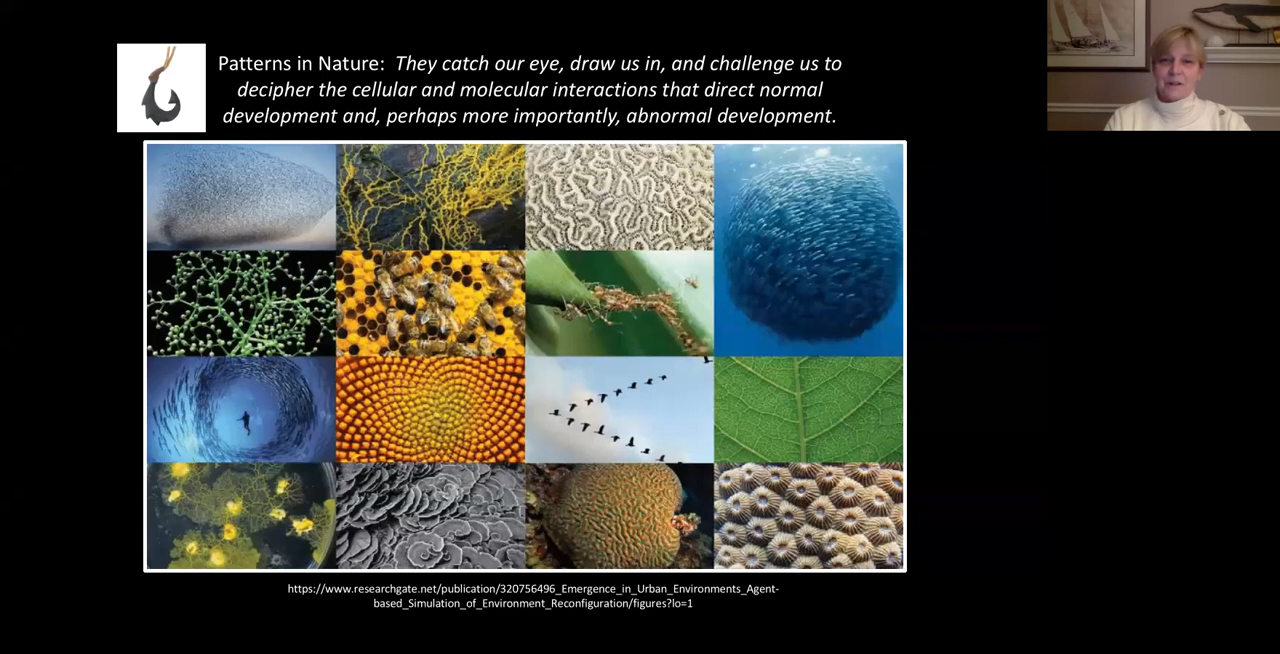 Patterns in Nature: They catch our eye, draw us in, and challenge us to
decipher the cellular and molecular interactions that direct normal
development and, perhaps more importantly, abnormal development.
https://www.researchgate.net/publication/320756496_Emergence_in_Urban_Environments_Agent-
based_Simulation_of_Environment_Reconfiguration/figures?lo=1